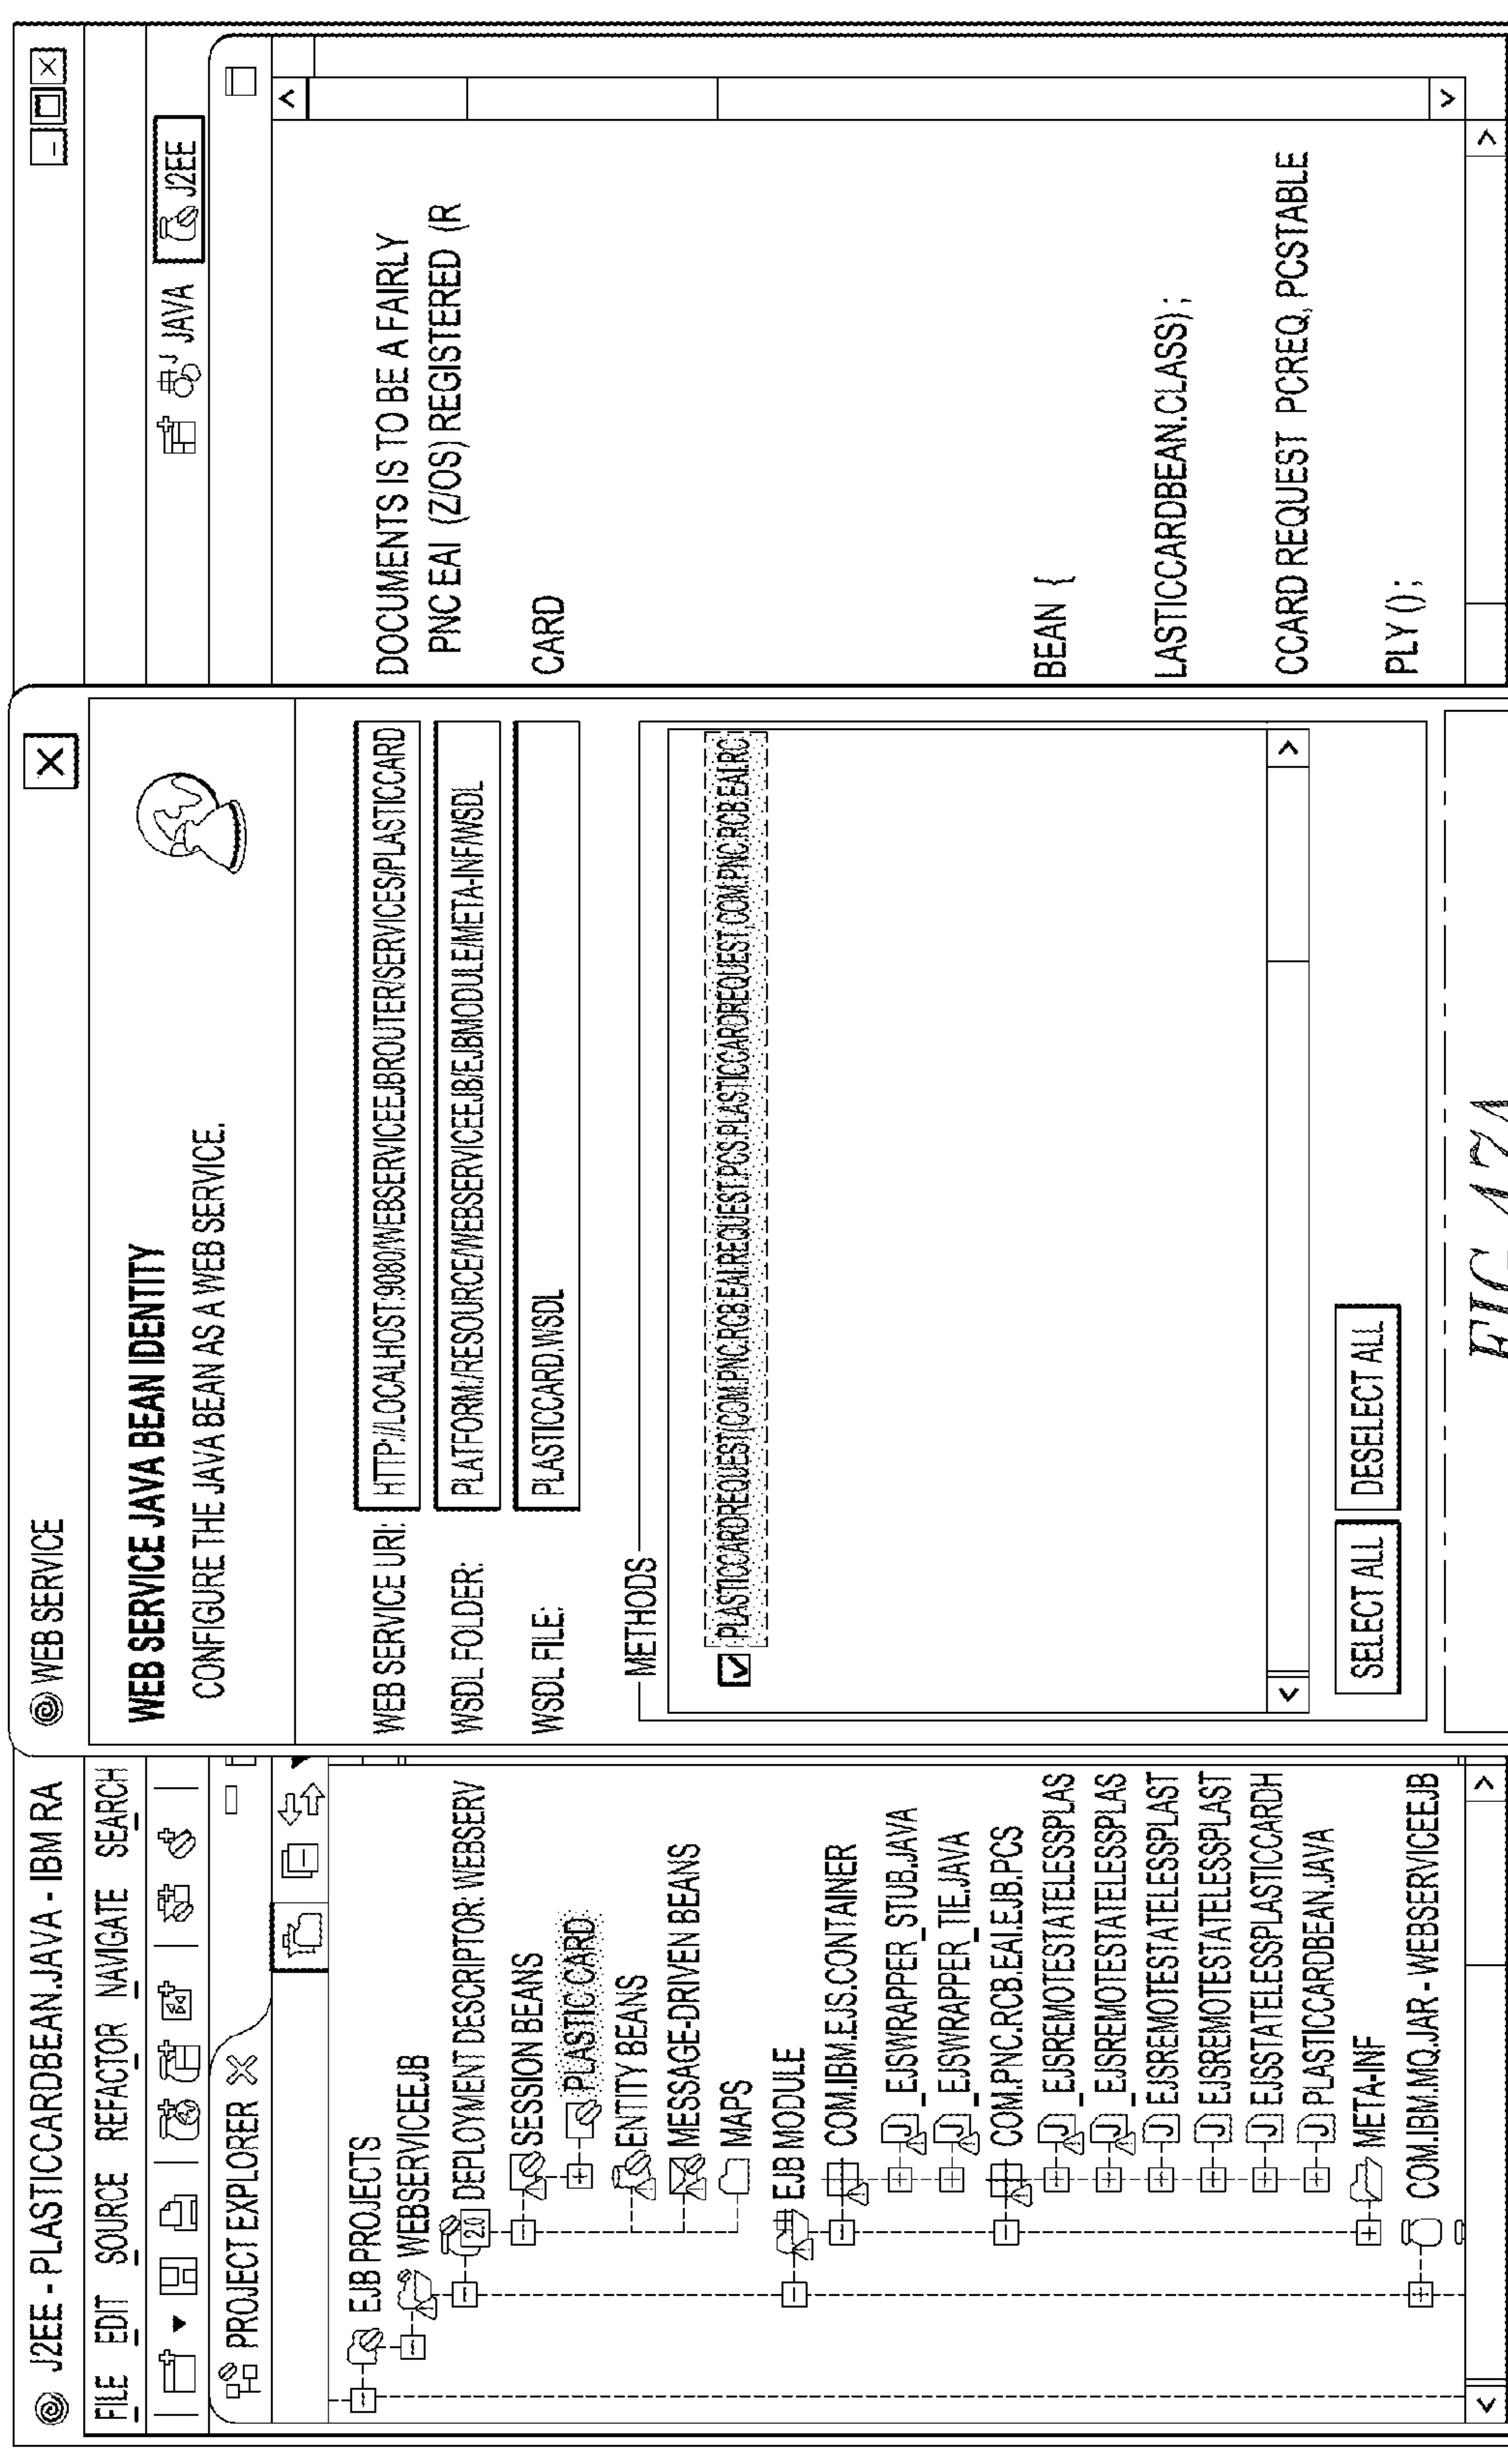 J2EE - PLASTICCARDBEAN.JAVA - IBM RA
FILE EDIT SOURCE REFACTOR NAVIGATE SEARCH
PROJECT EXPLORER
EJB PROJECTS
WEBSERVICEEJB
2.0 DEPLOYMENT DESCRIPTOR: WEBSERV
SESSION BEANS
PLASTIC CARD
ENTITY BEANS
MESSAGE-DRIVEN BEANS
MAPS
EJB MODULE
COM.IBM.EJS.CONTAINER
J _EJSWRAPPER_STUB.JAVA
J _EJSWRAPPER_TIE.JAVA
COM.PNC.RCB.EAI.EJB.PCS
J _EJSREMOTESTATELESSPLAS
J _EJSREMOTESTATELESSPLAS
J EJSREMOTESTATELESSPLAST
J EJSREMOTESTATELESSPLAST
J EJSSTATELESSPLASTICCARDH
J PLASTICCARDBEAN.JAVA
META-INF
COM.IBM.MQ.JAR - WEBSERVICEEJB
WEB SERVICE
X
WEB SERVICE JAVA BEAN IDENTITY
CONFIGURE THE JAVA BEAN AS A WEB SERVICE.
WEB SERVICE URI: HTTP://LOCALHOST:9080/WEBSERVICEEJBROUTER/SERVICES/PLASTICCARD
WSDL FOLDER: PLATFORM:/RESOURCE/WEBSERVICEEJB/EJBMODULE/META-INF/WSDL
WSDL FILE: PLASTICCARD.WSDL
METHODS
PLASTICCARDREQUEST(COM.PNC.RCB.EAI.REQUEST.PCS.PLASTICCARDREQUEST,COM.PNC.RCB.EAI.RC
SELECT ALL DESELECT ALL
JAVA J2EE
DOCUMENTS IS TO BE A FAIRLY
PNC EAI (Z/OS) REGISTERED (R
CARD
BEAN {
LASTICCARDBEAN.CLASS) ;
CCARD REQUEST PCREQ, PCSTABLE
PLY () ;